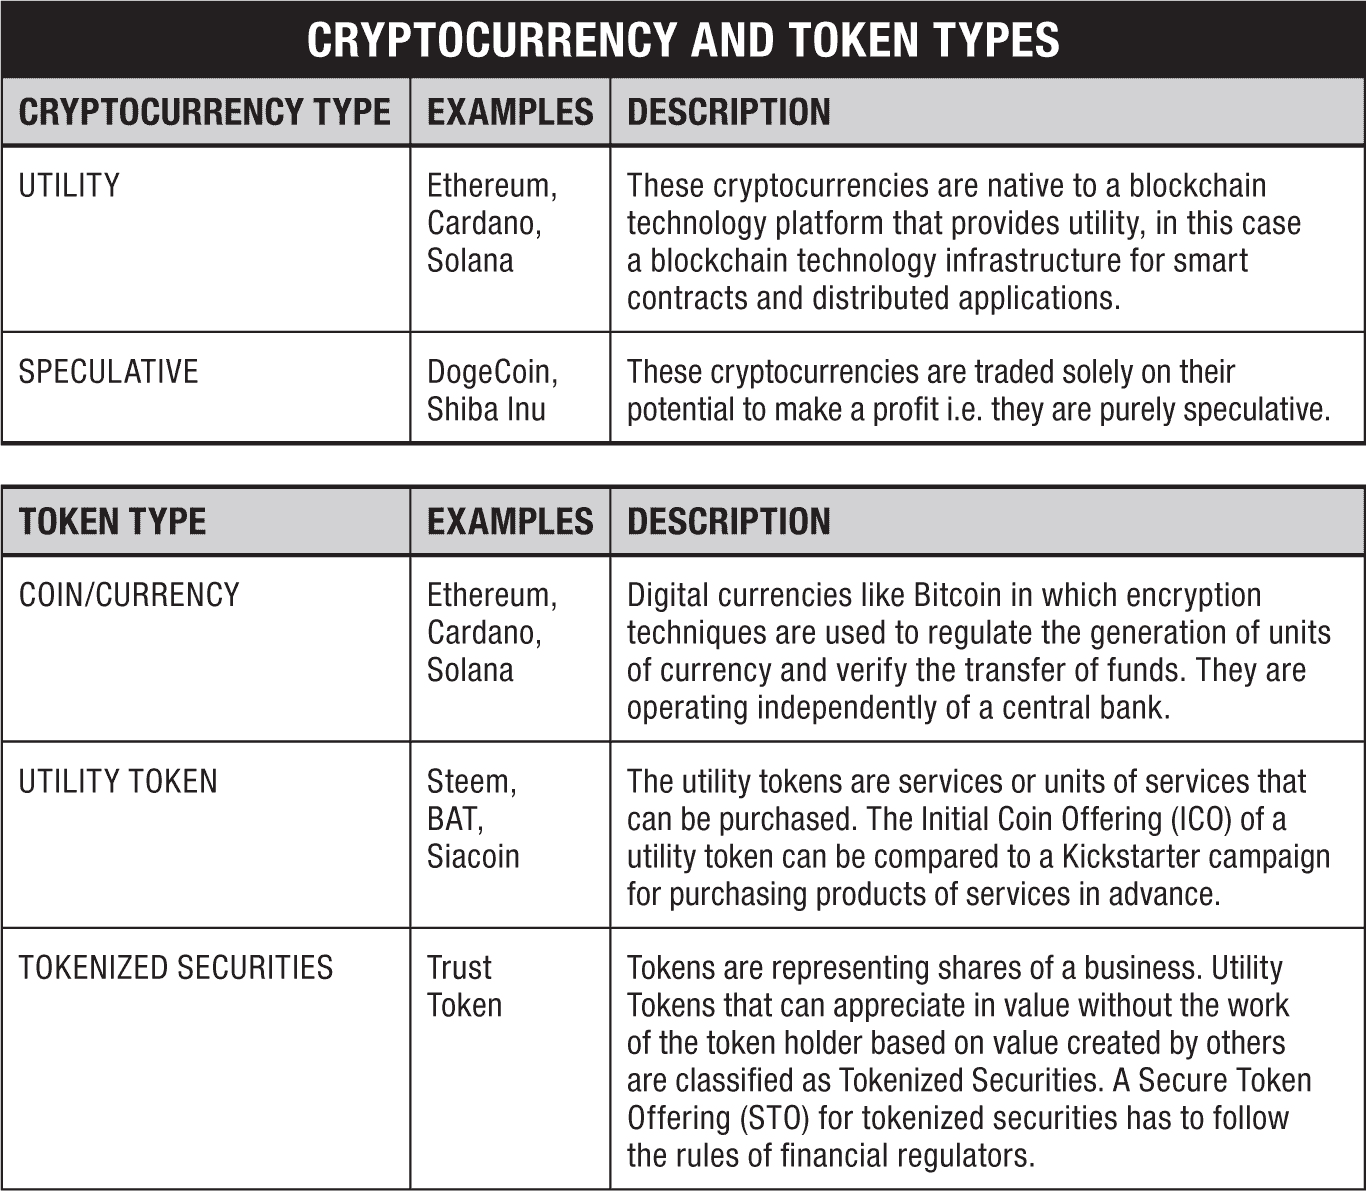 CRYPTOCURRENCY AND TOKEN TYPES
CRYPTOCURRENCY TYPE EXAMPLES DESCRIPTION
UTILITY
Ethereum,
Cardano,
Solana
These cryptocurrencies are native to a blockchain
technology platform that provides utility, in this case
a blockchain technology infrastructure for smart
contracts and distributed applications.
SPECULATIVE
DogeCoin,
Shiba Inu
These cryptocurrencies are traded solely on their
potential to make a profit i.e. they are purely speculative.
TOKEN TYPE EXAMPLES DESCRIPTION
COIN/CURRENCY
Ethereum,
Cardano,
Solana
Digital currencies like Bitcoin in which encryption
techniques are used to regulate the generation of units
of currency and verify the transfer of funds. They are
operating independently of a central bank.
UTILITY TOKEN
Steem,
BAT,
Siacoin
The utility tokens are services or units of services that
can be purchased. The Initial Coin Offering (ICO) of a
utility token can be compared to a Kickstarter campaign
for purchasing products of services in advance.
TOKENIZED SECURITIES
Trust
Token
Tokens are representing shares of a business. Utility
Tokens that can appreciate in value without the work
of the token holder based on value created by others
are classified as Tokenized Securities. A Secure Token
Offering (STO) for tokenized securities has to follow
the rules of financial regulators.